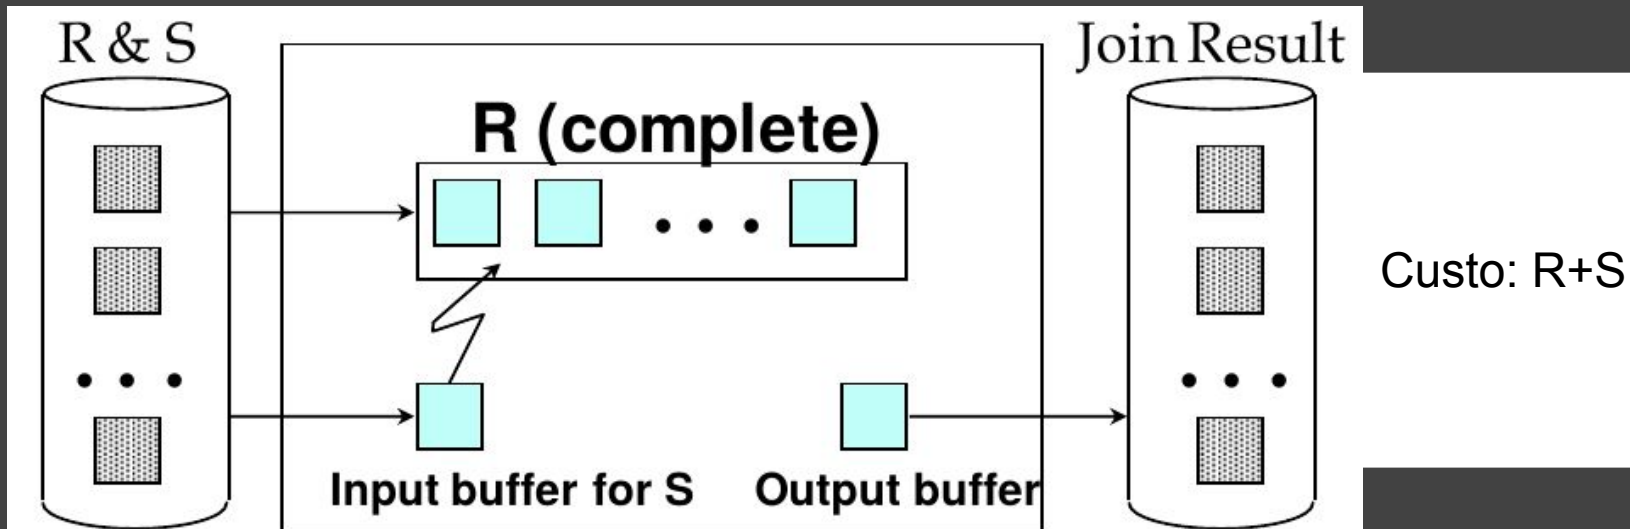 R & S
Join Result
R (complete)
Custo: R+S
Input buffer for S
Output buffer